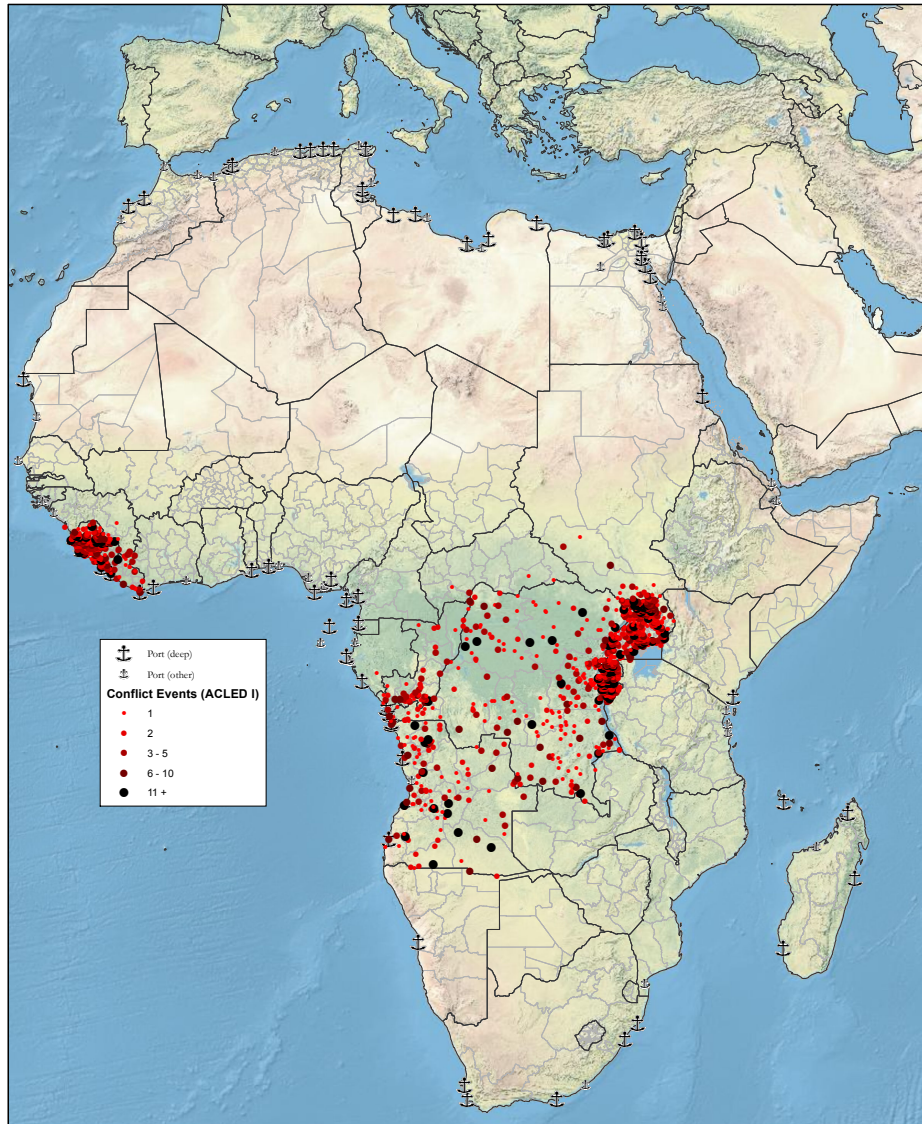 Port (deep)
Port (other)
Conflict Events (ACLED I)
1
2
3 - 5
6 - 10
11 +